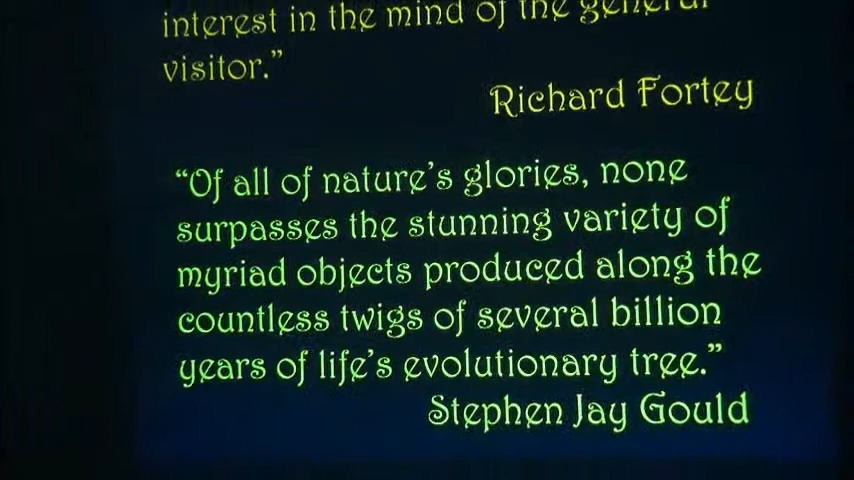 interest in the mind of the general
visitor.”
Richard Fortey
“Of all of nature’s glories, none
surpasses the stunning variety of
myriad objects produced along the
countless twigs of several billion
years of life’s evolutionary tree.”
Stephen Jay Gould